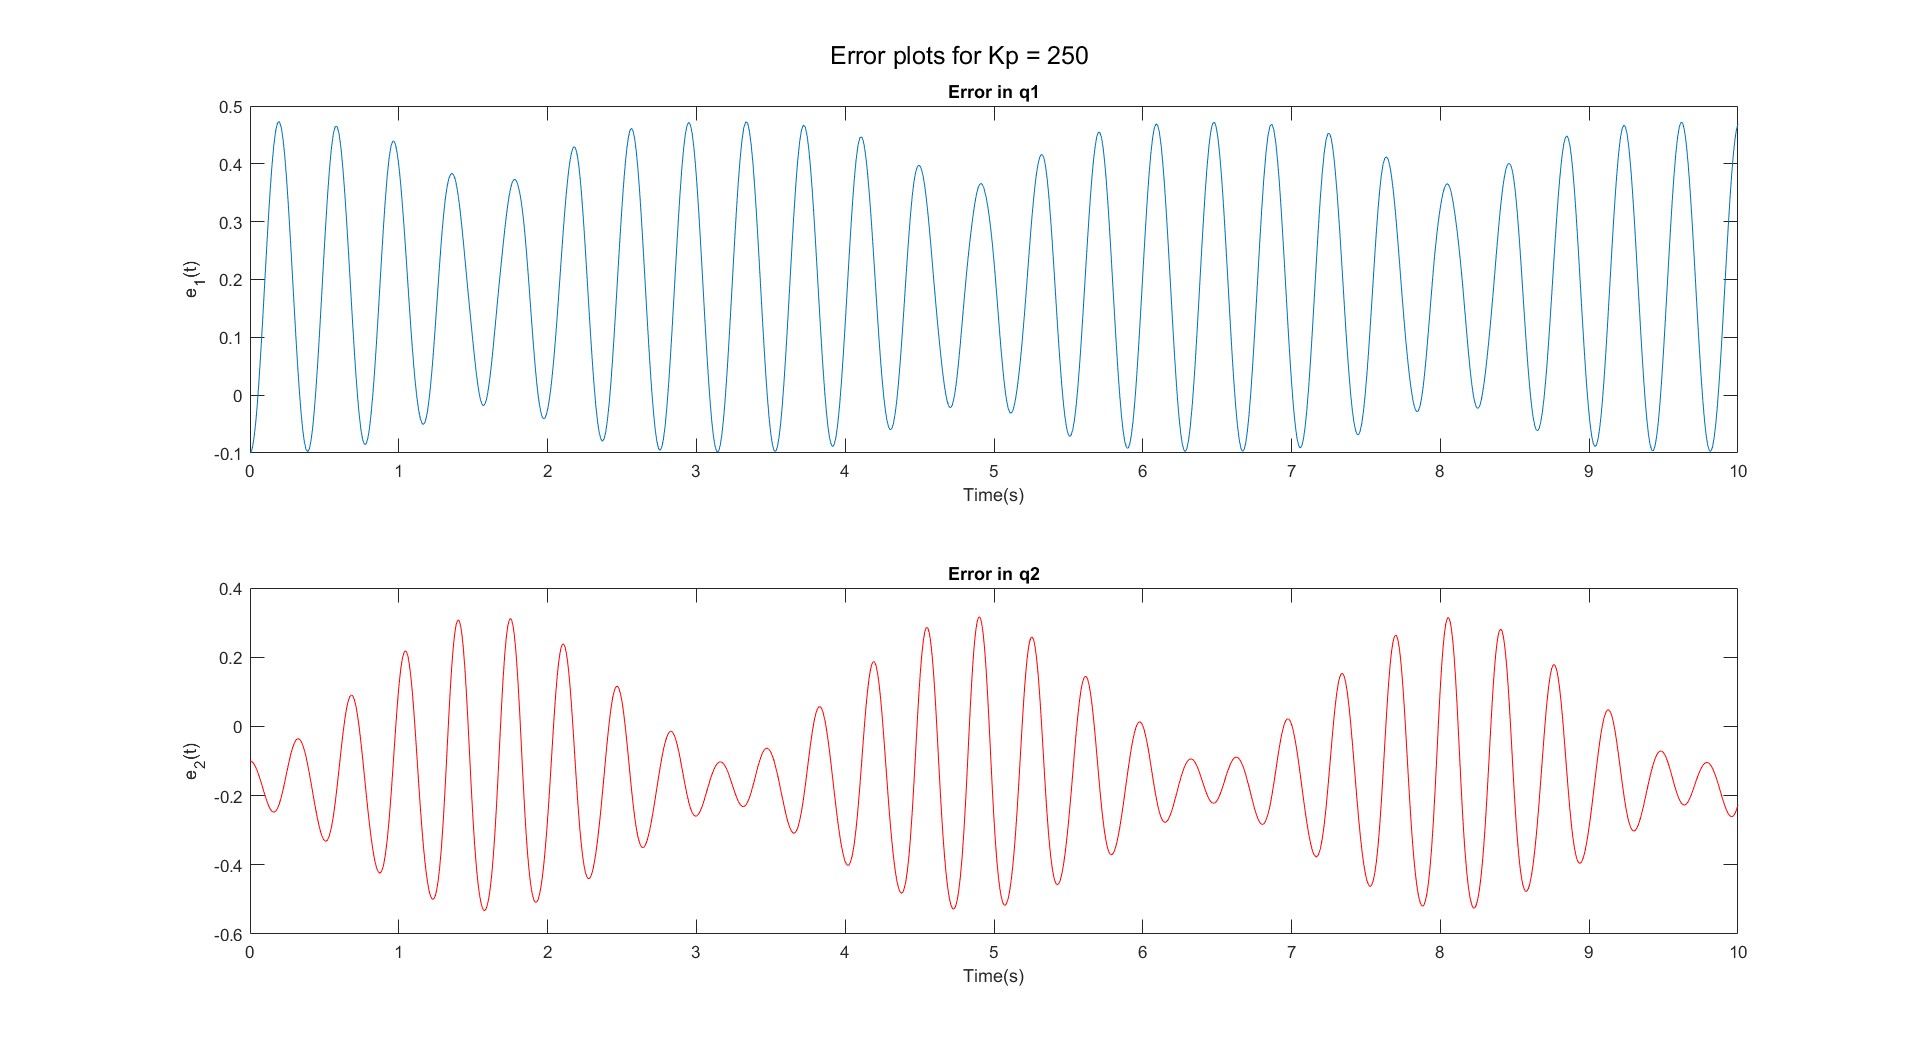 Error plots for Kp = 250
Error in q1
0.5
0.4
0.3
0.2
0.1
0
-0.1
e1(t)
0 1 2 3 4 5 6 7 8 9 10
Time(s)
Error in q2
0.4
0.2
0
-0.2
-0.4
-0.6
e2(t)
0 1 2 3 4 5 6 7 8 9 10
Time(s)